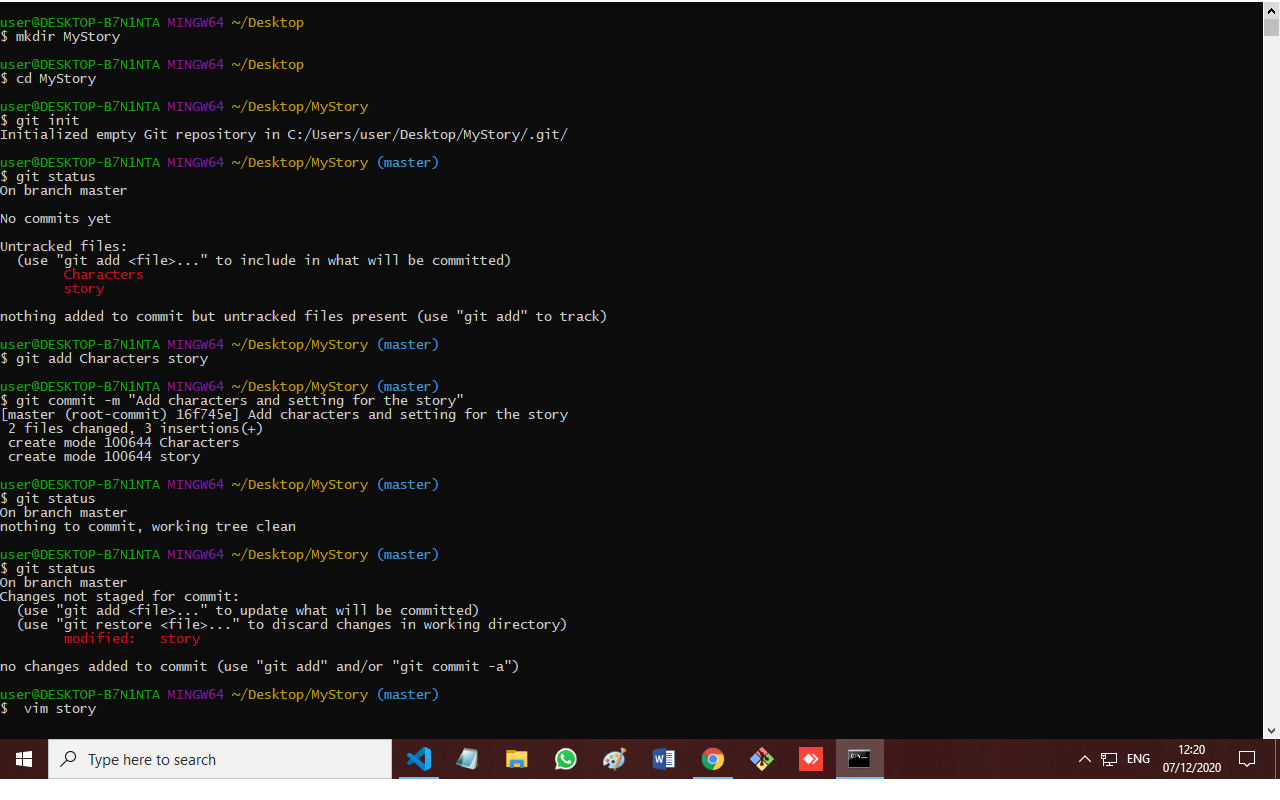 user@DESKTOP-B7N1NTA MINGW64 ~/Desktop
$ mkdir MyStory
user@DESKTOP-B7N1NTA MINGW64 ~/Desktop
$ cd MyStory
user@DESKTOP-B7N1NTA MINGW64 ~/Desktop/MyStory
$ git init
Initialized empty Git repository in C:/Users/user/Desktop/MyStory/.git/
user@DESKTOP-B7N1NTA MINGW64 ~/Desktop/MyStory (master)
$ git status
On branch master
No commits yet
Untracked files:
  (use "git add <file>..." to include in what will be committed)
        Characters
        story
nothing added to commit but untracked files present (use "git add" to track)
user@DESKTOP-B7N1NTA MINGW64 ~/Desktop/MyStory (master)
$ git add Characters story
user@DESKTOP-B7N1NTA MINGW64 ~/Desktop/MyStory (master)
$ git commit -m "Add characters and setting for the story"
[master (root-commit) 16f745e] Add characters and setting for the story
 2 files changed, 3 insertions(+)
 create mode 100644 Characters
 create mode 100644 story
user@DESKTOP-B7N1NTA MINGW64 ~/Desktop/MyStory (master)
$ git status
On branch master
nothing to commit, working tree clean
user@DESKTOP-B7N1NTA MINGW64 ~/Desktop/MyStory (master)
$ git status
On branch master
Changes not staged for commit:
  (use "git add <file>..." to update what will be committed)
  (use "git restore <file>..." to discard changes in working directory)
        modified:   story
no changes added to commit (use "git add" and/or "git commit -a")
user@DESKTOP-B7N1NTA MINGW64 ~/Desktop/MyStory (master)
$  vim story
Type here to search
ENG
12:20
07/12/2020